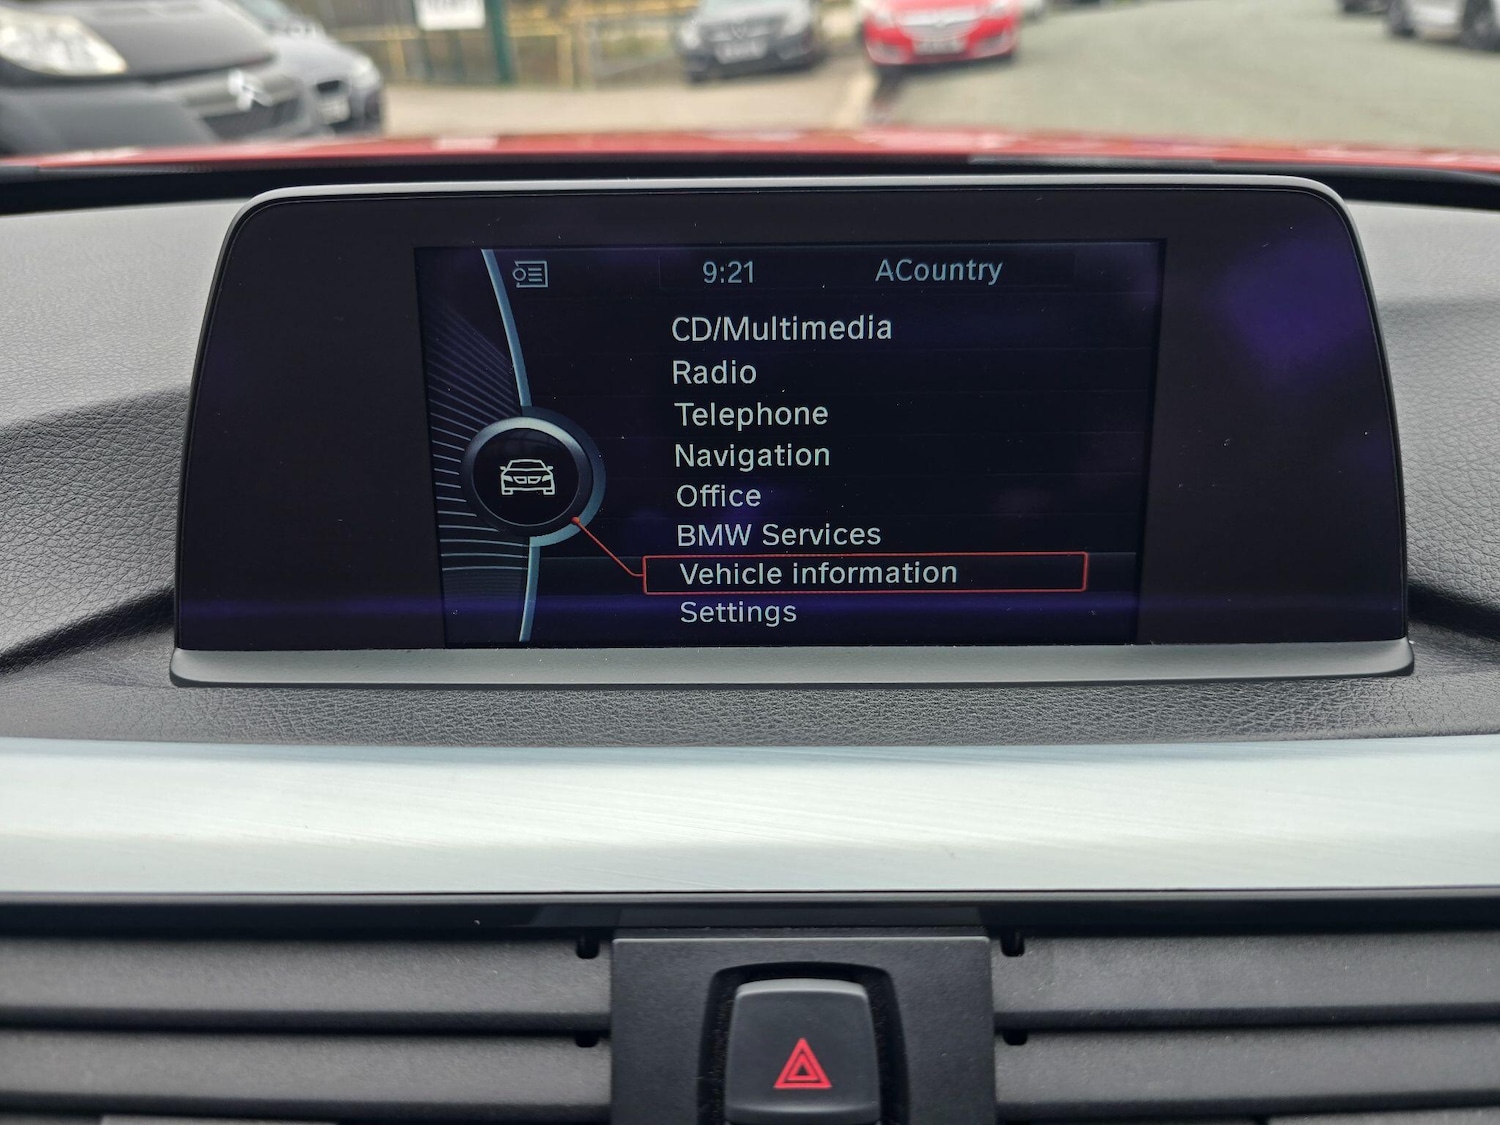 9:21 ACountry
CD/Multimedia
Radio
Telephone
Navigation
Office
BMW Services
Vehicle information
Settings